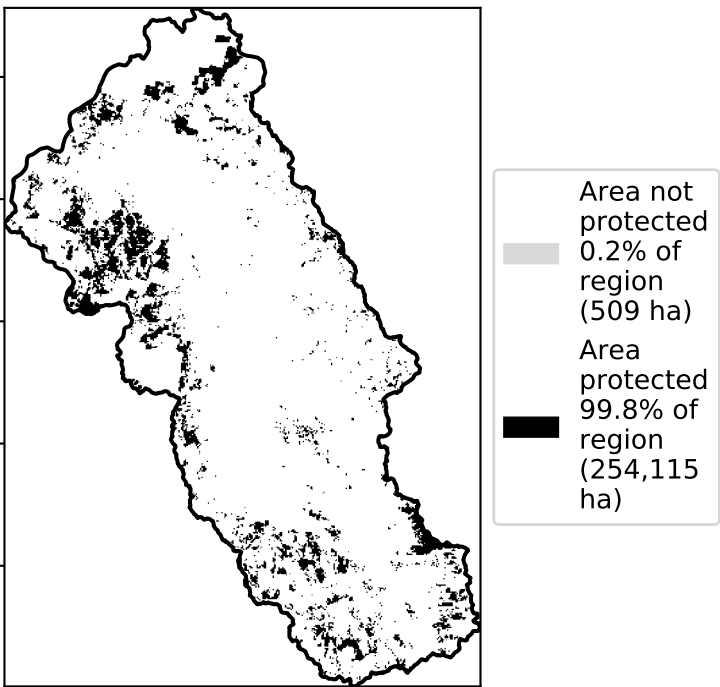 Area not
protected
0.2% of
region
(509 ha)
Area
protected
99.8% of
region
(254,115
ha)